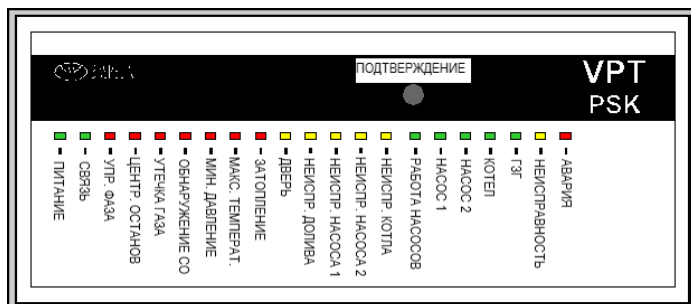 ПОДТВЕРЖДЕНИЕ
VPT
PSK
ПИТАНИЕ
СВЯЗЬ
УПР. ФАЗА
ЦЕНТР. ОСТАНОВ
УТЕЧКА ГАЗА
ОБНАРУЖЕНИЕ CO
МИН. ДАВЛЕНИЕ
МАКС. ТЕМПЕРАТ.
ЗАТОПЛЕНИЕ
ДВЕРЬ
НЕИСПР. ДОЛИВА
НЕИСПР. НАСОСА 1
НЕИСПР. НАСОСА 2
НЕИСПР. КОТЛА
РАБОТА НАСОСОВ
НАСОС 1
НАСОС 2
КОТЕЛ
ГЗГ
НЕИСПРАВНОСТЬ
АВАРИЯ